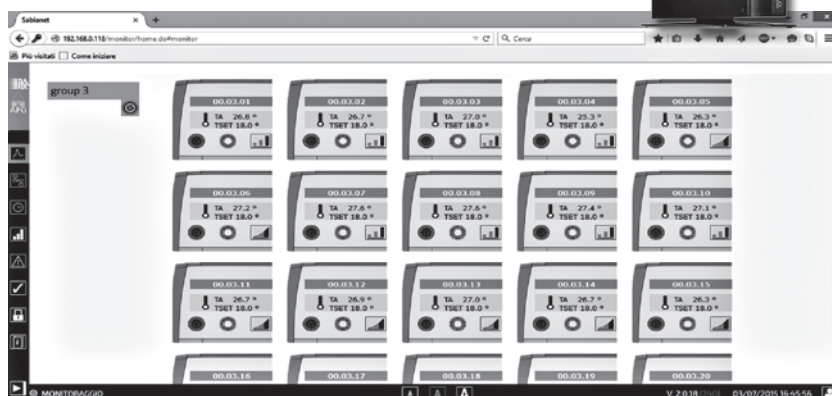 Sabianet
192.168.0.118/monitor/home.do#monitor
Cerca
Più visitati Come iniziare
group 3
00.03.01 00.03.02 00.03.03 00.03.04 00.03.05
TA 26.8 ° TA 26.7 ° TA 27.0 ° TA 25.3 ° TA 26.3 °
TSET 18.0 ° TSET 18.0 ° TSET 18.0 ° TSET 18.0 ° TSET 18.0 °
00.03.06 00.03.07 00.03.08 00.03.09 00.03.10
TA 27.2 ° TA 27.6 ° TA 27.6 ° TA 27.4 ° TA 27.1 °
TSET 18.0 ° TSET 18.0 ° TSET 18.0 ° TSET 18.0 ° TSET 18.0 °
00.03.11 00.03.12 00.03.13 00.03.14 00.03.15
TA 26.7 ° TA 26.9 ° TA 27.0 ° TA 26.7 ° TA 26.3 °
TSET 18.0 ° TSET 18.0 ° TSET 18.0 ° TSET 18.0 ° TSET 18.0 °
00.03.16 00.03.17 00.03.18 00.03.19 00.03.20
MONITORAGGIO A A A V. 2.0.18 03/07/2015 16:45:56